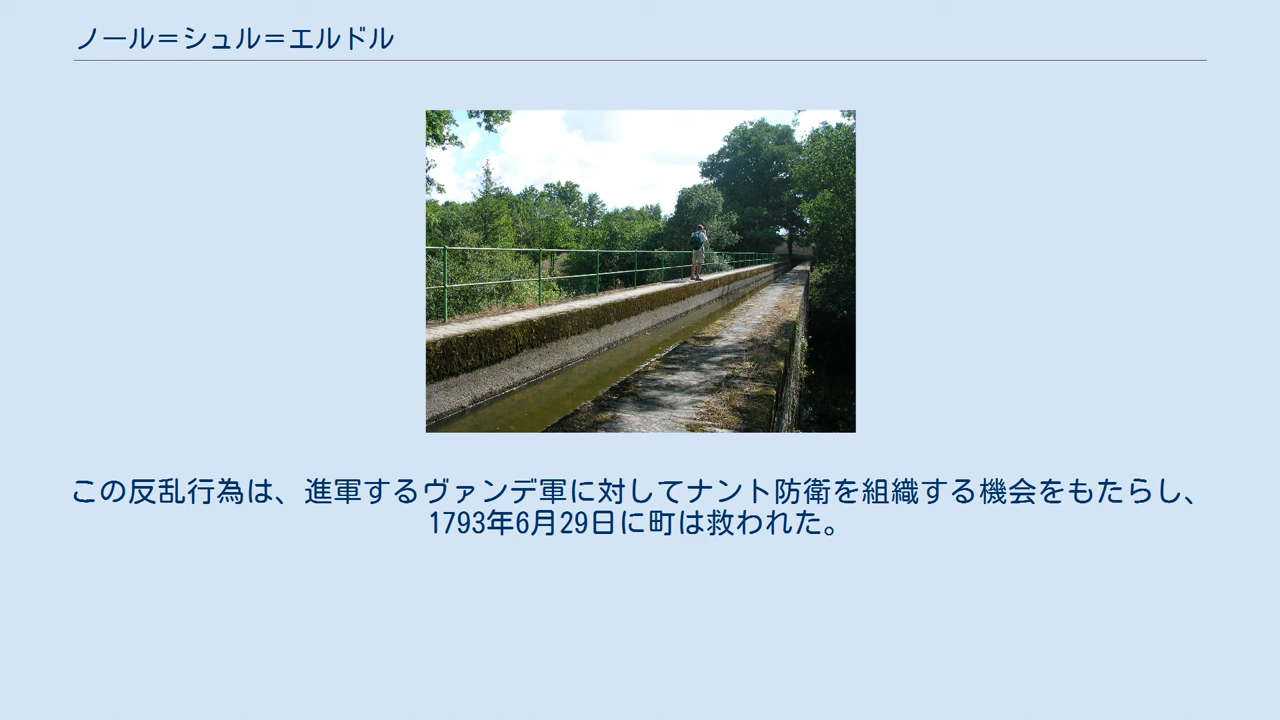 ノール＝シュル＝エルドル
この反乱行為は、進軍するヴァンデ軍に対してナント防衛を組織する機会をもたらし、
1793年6月29日に町は救われた。